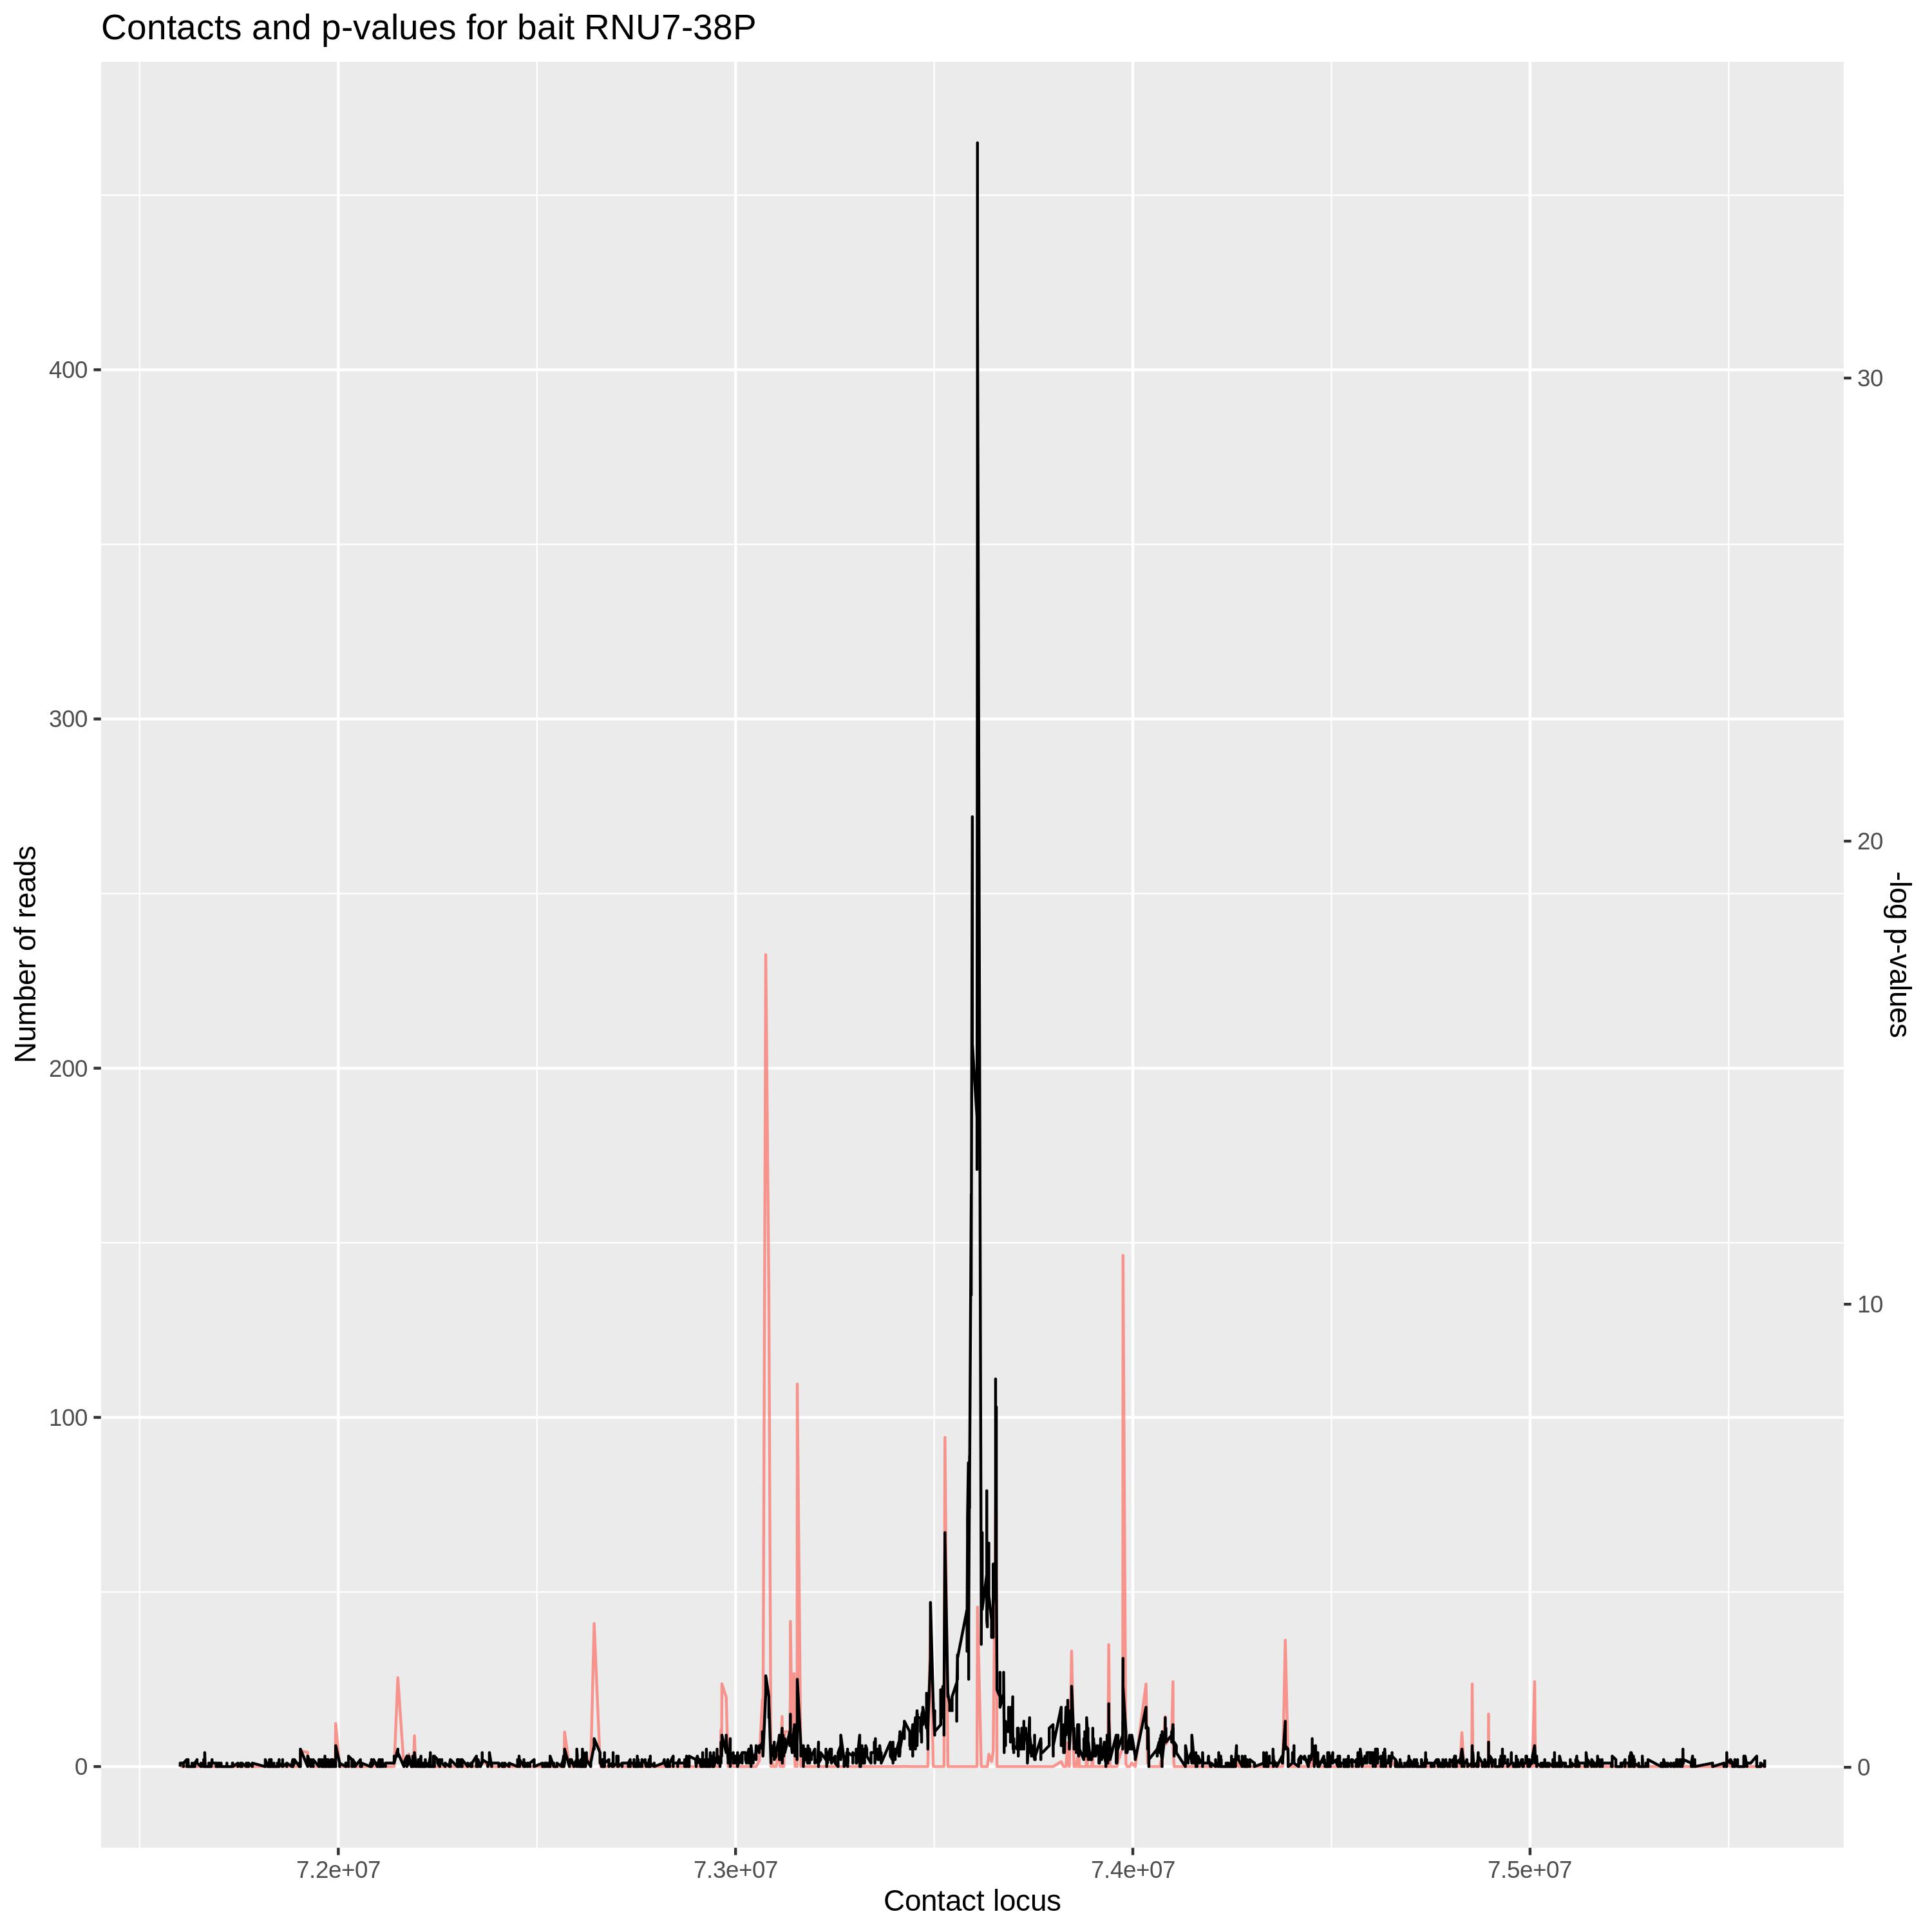 Contacts and p-values for bait RNU7-38P
400
300
200
100
0
Number of reads
30
20
10
0
-log p-values
7.2e+07
7.3e+07
7.4e+07
7.5e+07
Contact locus